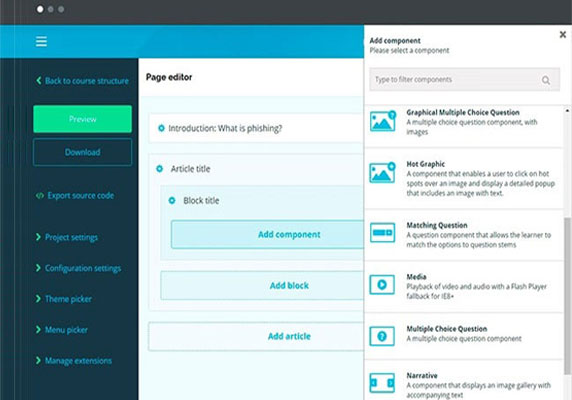 Back to course structure
Preview
Download
Export source code
Project settings
Configuration settings
Theme picker
Menu picker
Manage extensions
Page editor
Introduction: What is phishing?
Article title
Block title
Add component
Add block
Add article
Add component
Please select a component
Type to filter components
Graphical Multiple Choice Question
A multiple choice question component, with
images
Hot Graphic
A component that enables a user to click on hot
spots over an image and display a detailed popup
that includes an image with text.
Matching Question
A question component that allows the learner to
match the options to question stems
Media
Playback of video and audio with a Flash Player
fallback for IE8+
Multiple Choice Question
A multiple choice question component
Narrative
A component that displays an image gallery with
accompanying text